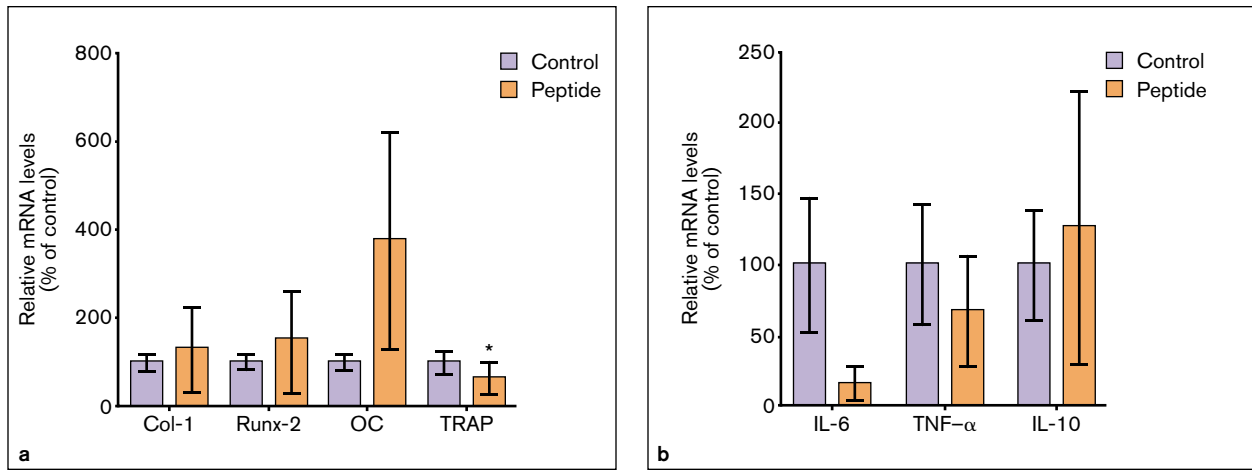 800
600
400
200
0
Relative mRNA levels
(% of control)
Control
Peptide
*
Col-1 Runx-2 OC TRAP
a
250
200
150
100
50
0
Relative mRNA levels
(% of control)
Control
Peptide
IL-6 TNF–α IL-10
b